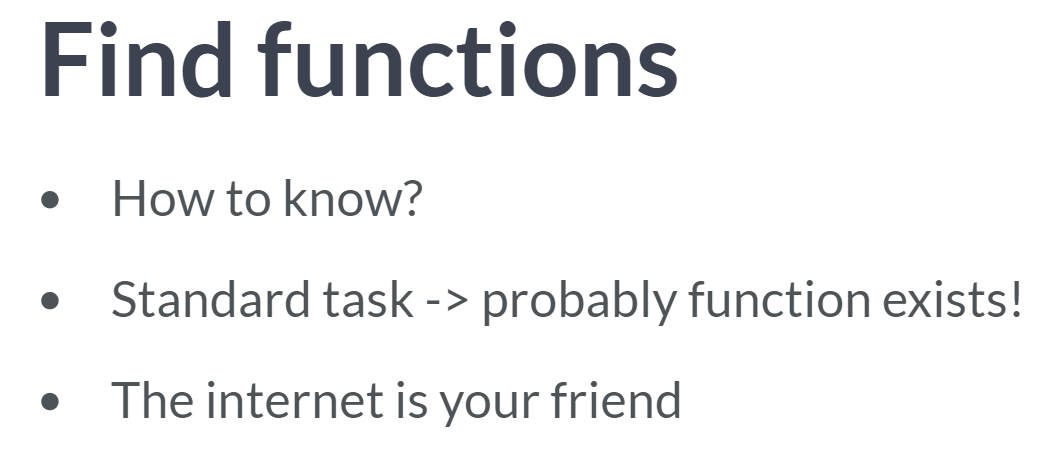 Find functions
• How to know?
• Standard task -> probably function exists!
• The internet is your friend